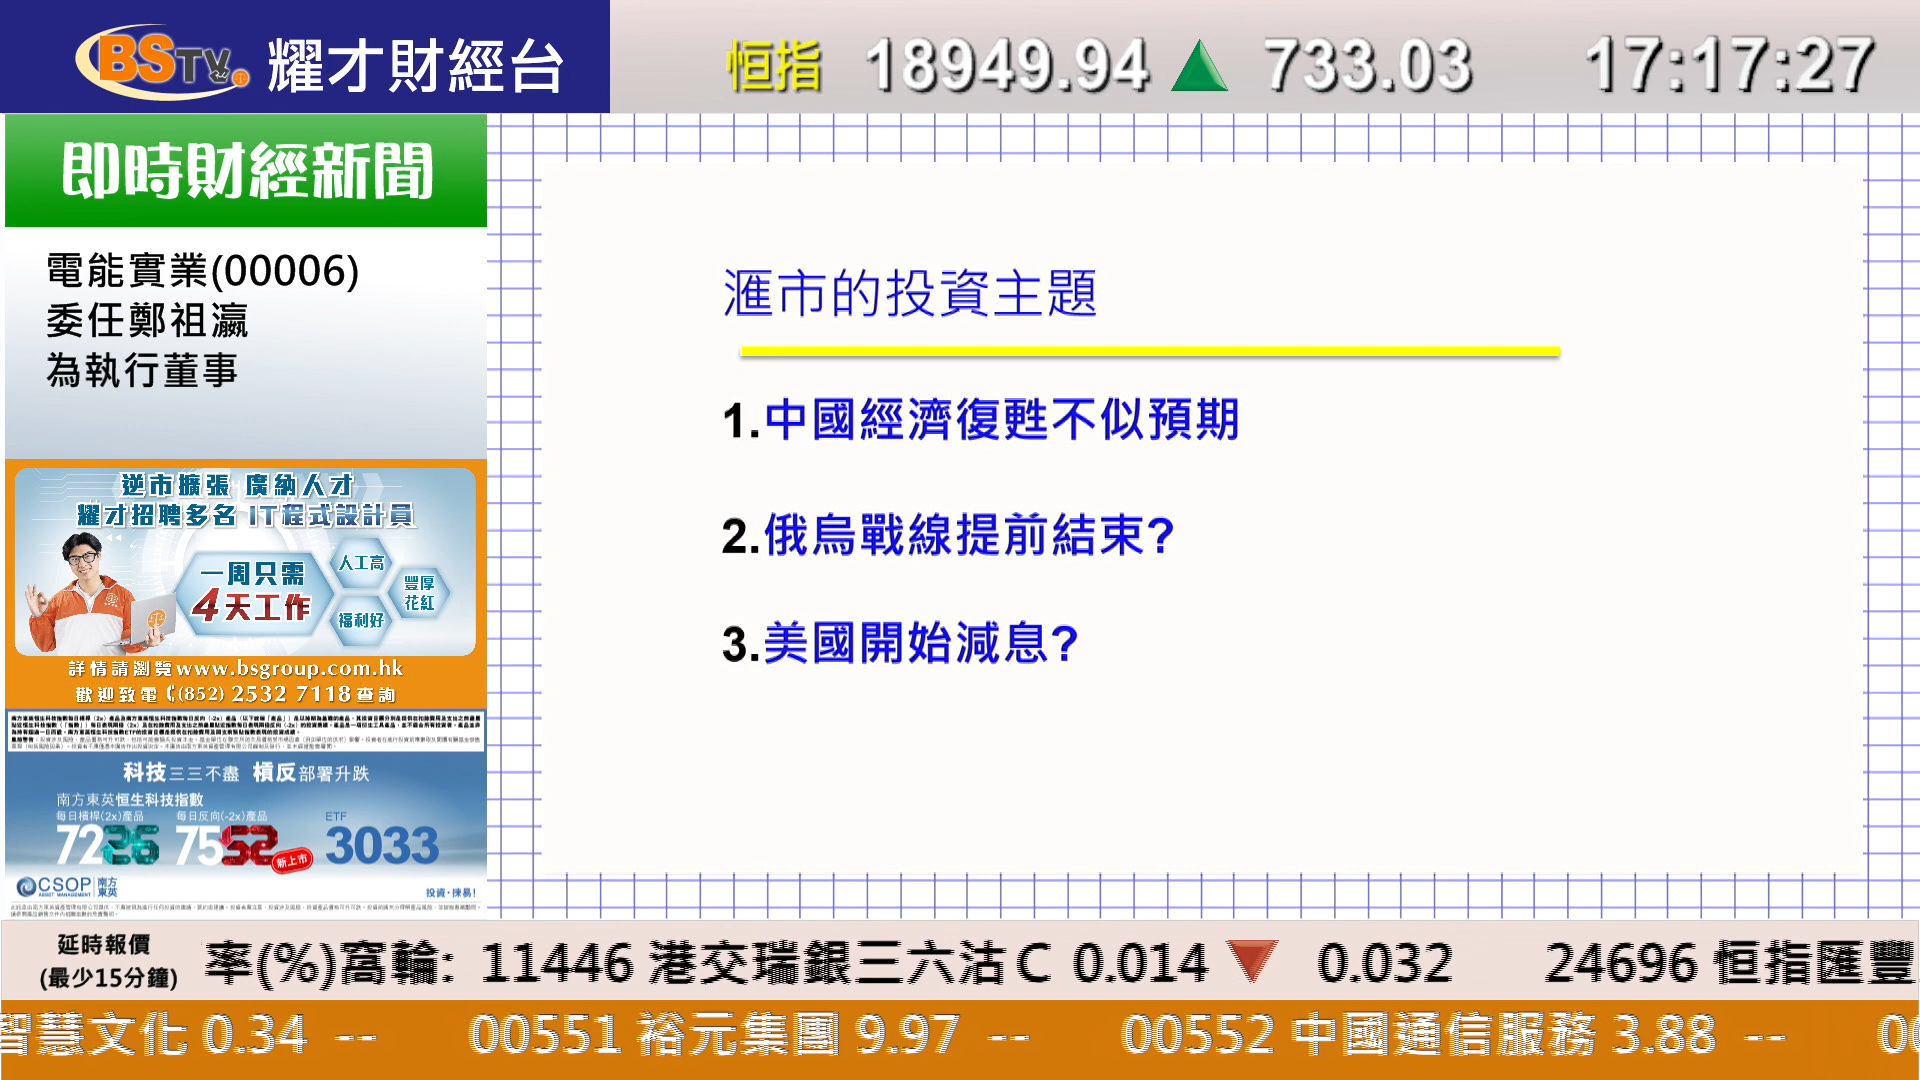 BSTV 耀才財經台
恒指 18949.94 ▲ 733.03 17:17:27
即時財經新聞
電能實業(00006)
委任鄭祖瀛
為執行董事
逆市擴張 廣納人才
耀才招聘多名 IT程式設計員
一周只需
4天工作
人工高
豐厚
花紅
福利好
詳情請瀏覽www.bsgroup.com.hk
歡迎致電 (852) 2532 7118查詢
科技三三不盡 槓反部署升跌
南方東英恒生科技指數
每日槓桿(2x)產品 每日反向(-2x)產品 ETF
7226 7552 3033
新上市
CSOP 南方
ASSET MANAGEMENT 東英
投資·揀易!
滙市的投資主題
1.中國經濟復甦不似預期
2.俄烏戰線提前結束?
3.美國開始減息?
延時報價
(最少15分鐘)
率(%)窩輪: 11446 港交瑞銀三六沽C 0.014 ▼ 0.032 24696 恒指匯豐
智慧文化 0.34 -- 00551 裕元集團 9.97 -- 00552 中國通信服務 3.88 -- 00